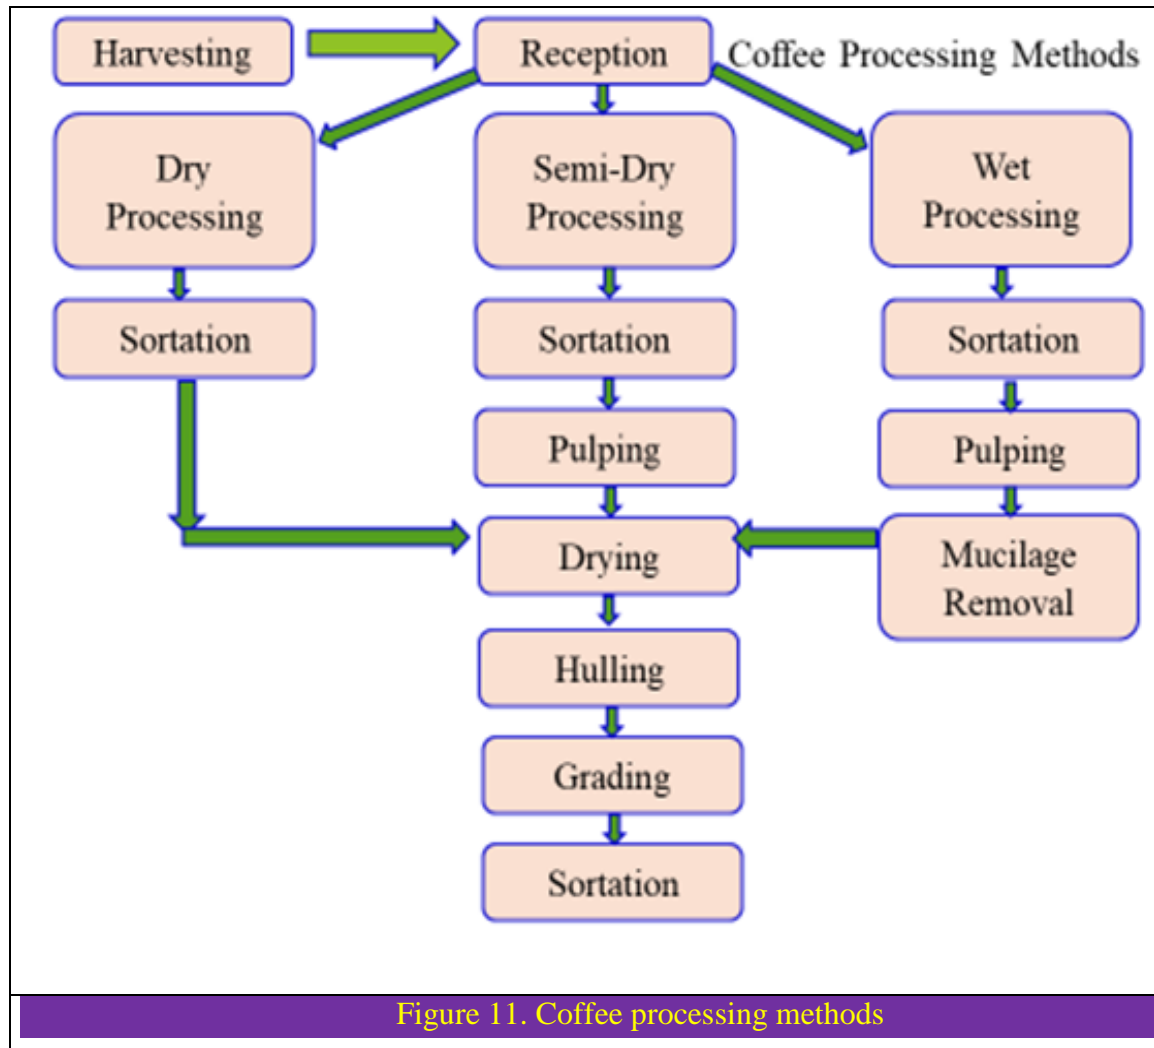 Harvesting
Reception
Coffee Processing Methods
Dry
Processing
Semi-Dry
Processing
Wet
Processing
Sortation
Sortation
Sortation
Pulping
Pulping
Drying
Mucilage
Removal
Hulling
Grading
Sortation
Figure 11. Coffee processing methods